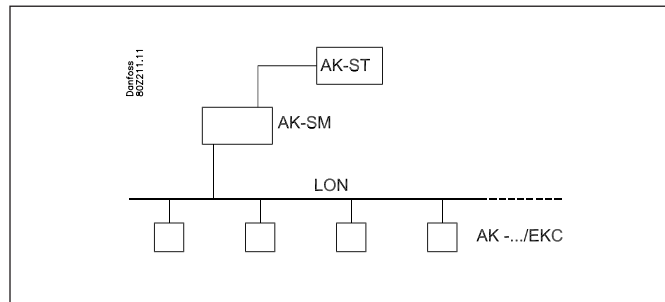 Danfoss
80Z211.11
AK-ST
AK-SM
LON
AK -.../EKC